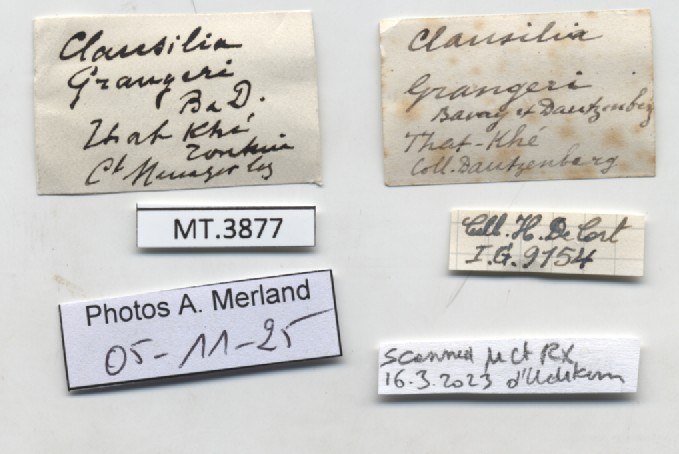 Clausilia
Grangeri
B & D.
That Khé
Tonkin
Ct Messager leg
Clausilia
Grangeri
Bavay et Dautzenberg
That-Khé
Coll. Dautzenberg
MT.3877
Coll. H. De Cort
I.G. 9154
Photos A. Merland
05-11-25
Scanned µCt RX
16.3.2023